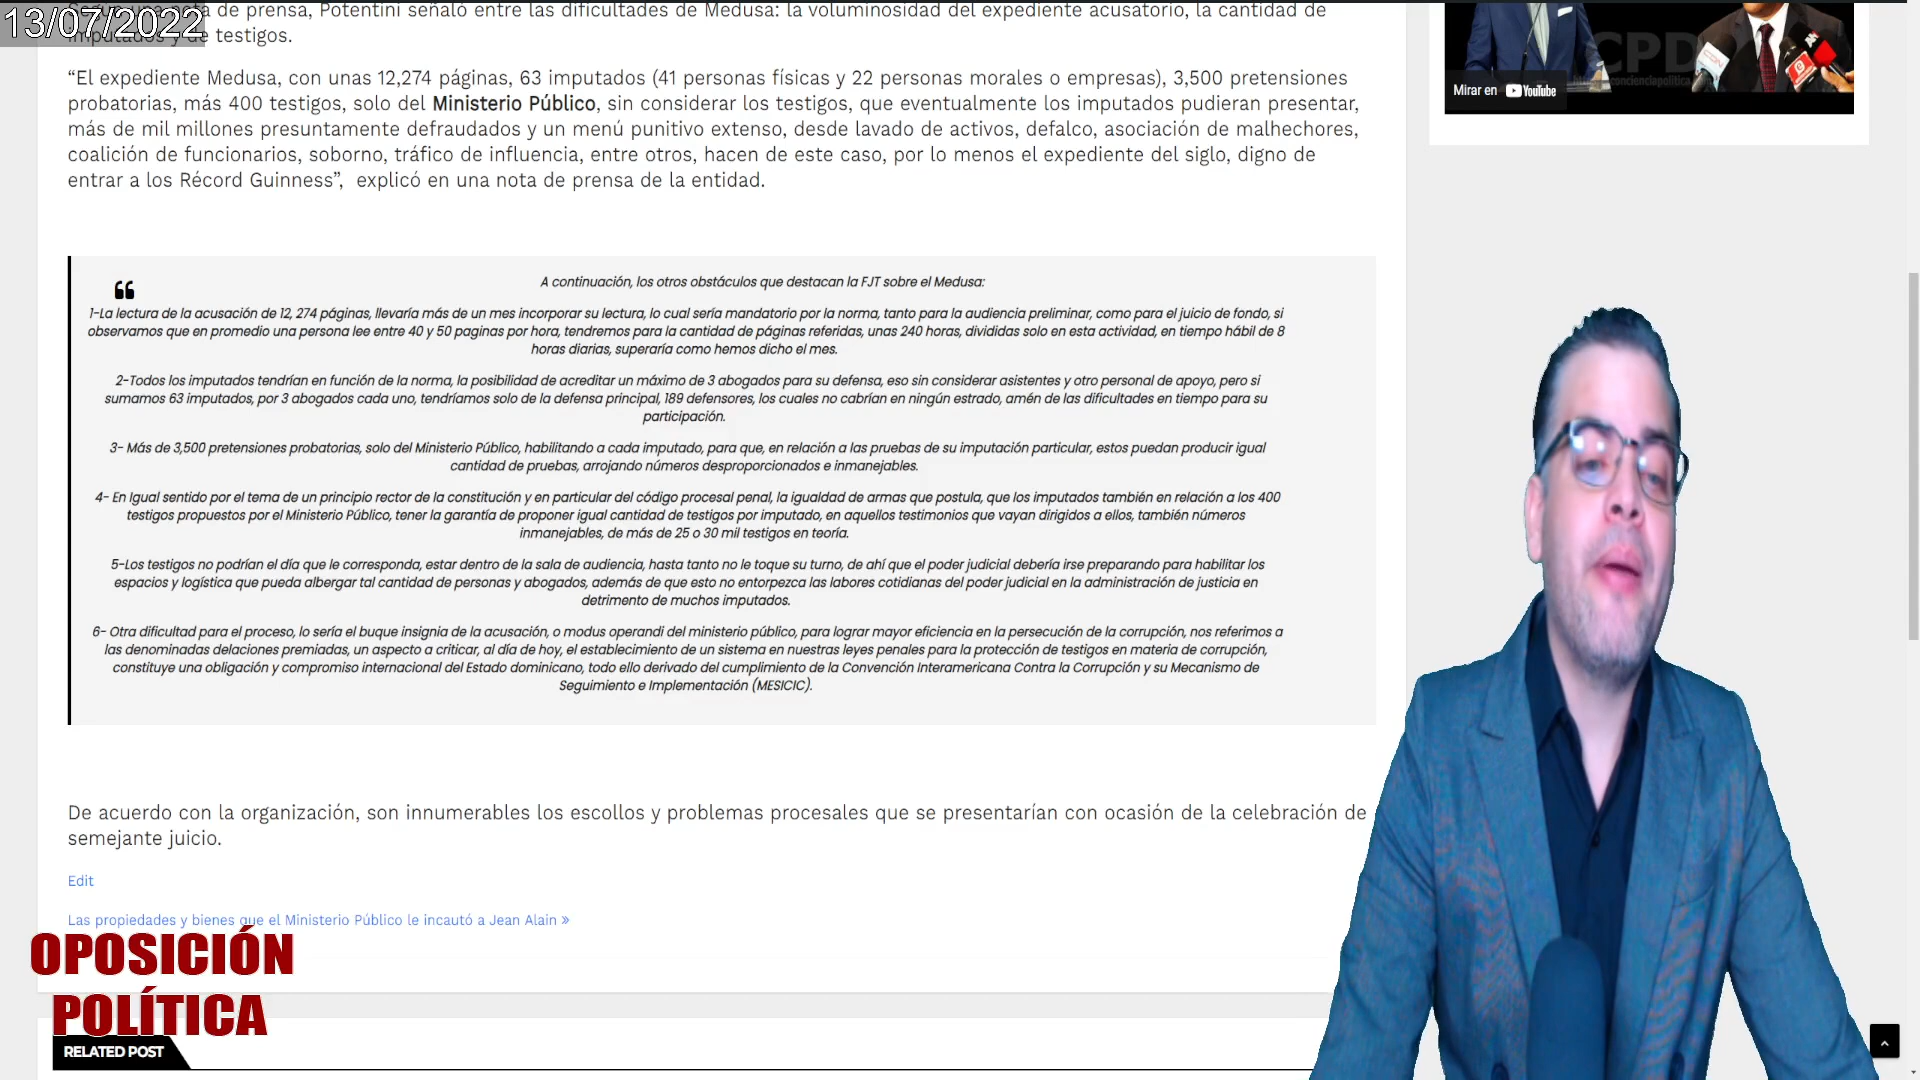 13/07/2022
de prensa, Potentini señaló entre las dificultades de Medusa: la voluminosidad del expediente acusatorio, la cantidad de
imputados y de testigos.
“El expediente Medusa, con unas 12,274 páginas, 63 imputados (41 personas físicas y 22 personas morales o empresas), 3,500 pretensiones
probatorias, más 400 testigos, solo del Ministerio Público, sin considerar los testigos, que eventualmente los imputados pudieran presentar,
más de mil millones presuntamente defraudados y un menú punitivo extenso, desde lavado de activos, defalco, asociación de malhechores,
coalición de funcionarios, soborno, tráfico de influencia, entre otros, hacen de este caso, por lo menos el expediente del siglo, digno de
entrar a los Récord Guinness”, explicó en una nota de prensa de la entidad.
A continuación, los otros obstáculos que destacan la FJT sobre el Medusa:
1-La lectura de la acusación de 12, 274 páginas, llevaría más de un mes incorporar su lectura, lo cual sería mandatorio por la norma, tanto para la audiencia preliminar, como para el juicio de fondo, si
observamos que en promedio una persona lee entre 40 y 50 paginas por hora, tendremos para la cantidad de páginas referidas, unas 240 horas, divididas solo en esta actividad, en tiempo hábil de 8
horas diarias, superaría como hemos dicho el mes.
2-Todos los imputados tendrían en función de la norma, la posibilidad de acreditar un máximo de 3 abogados para su defensa, eso sin considerar asistentes y otro personal de apoyo, pero si
sumamos 63 imputados, por 3 abogados cada uno, tendríamos solo de la defensa principal, 189 defensores, los cuales no cabrían en ningún estrado, amén de las dificultades en tiempo para su
participación.
3- Más de 3,500 pretensiones probatorias, solo del Ministerio Público, habilitando a cada imputado, para que, en relación a las pruebas de su imputación particular, estos puedan producir igual
cantidad de pruebas, arrojando números desproporcionados e inmanejables.
4- En Igual sentido por el tema de un principio rector de la constitución y en particular del código procesal penal, la igualdad de armas que postula, que los imputados también en relación a los 400
testigos propuestos por el Ministerio Público, tener la garantía de proponer igual cantidad de testigos por imputado, en aquellos testimonios que vayan dirigidos a ellos, también números
inmanejables, de más de 25 o 30 mil testigos en teoría.
5-Los testigos no podrían el día que le corresponda, estar dentro de la sala de audiencia, hasta tanto no le toque su turno, de ahí que el poder judicial debería irse preparando para habilitar los
espacios y logística que pueda albergar tal cantidad de personas y abogados, además de que esto no entorpezca las labores cotidianas del poder judicial en la administración de justicia en
detrimento de muchos imputados.
6- Otra dificultad para el proceso, lo sería el buque insignia de la acusación, o modus operandi del ministerio público, para lograr mayor eficiencia en la persecución de la corrupción, nos referimos a
las denominadas delaciones premiadas, un aspecto a criticar, al día de hoy, el establecimiento de un sistema en nuestras leyes penales para la protección de testigos en materia de corrupción,
constituye una obligación y compromiso internacional del Estado dominicano, todo ello derivado del cumplimiento de la Convención Interamericana Contra la Corrupción y su Mecanismo de
Seguimiento e Implementación (MESICIC).
De acuerdo con la organización, son innumerables los escollos y problemas procesales que se presentarían con ocasión de la celebración de
semejante juicio.
Edit
Las propiedades y bienes que el Ministerio Público le incautó a Jean Alain »
OPOSICIÓN
POLÍTICA
RELATED POST
CPD
Mirar en YouTube